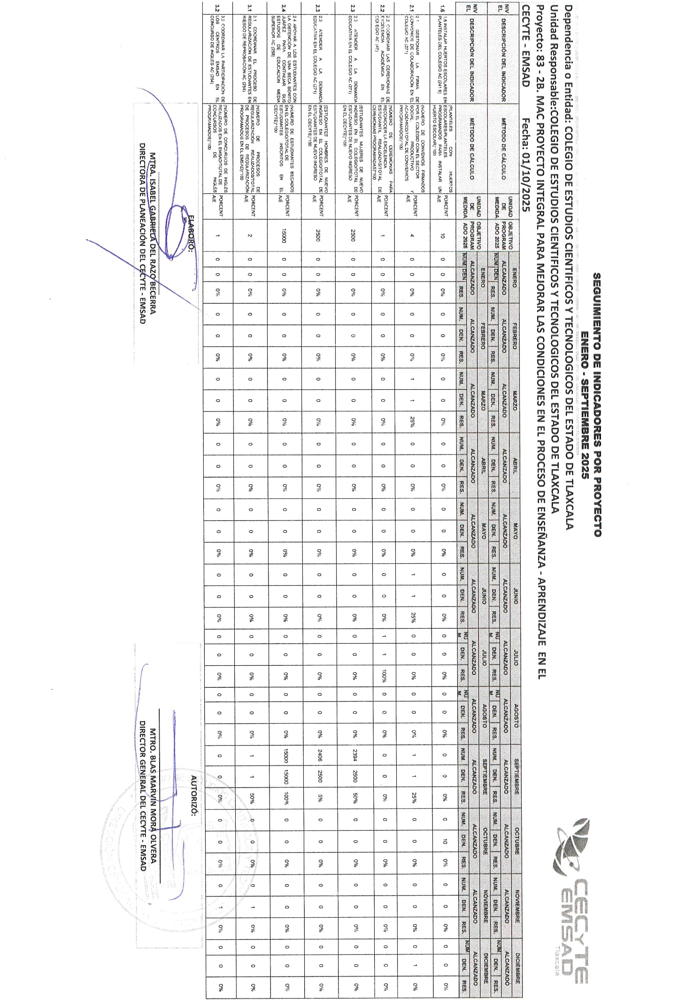 SEGUIMIENTO DE INDICADORES POR PROYECTO
ENERO - SEPTIEMBRE 2025
CECYTE
EMSAD
Tlaxcala
Dependencia o Entidad: COLEGIO DE ESTUDIOS CIENTIFICOS Y TECNOLOGICOS DEL ESTADO DE TLAXCALA
Unidad Responsable:COLEGIO DE ESTUDIOS CIENTIFICOS Y TECNOLOGICOS DEL ESTADO DE TLAXCALA
Proyecto: 83 - 2B. MAC PROYECTO INTEGRAL PARA MEJORAR LAS CONDICIONES EN EL PROCESO DE ENSEÑANZA - APRENDIZAJE EN EL
CECYTE - EMSAD Fecha: 01/10/2025
NIVEL DESCRIPCIÓN DEL INDICADOR MÉTODO DE CÁLCULO UNIDAD DE MEDIDA OBJETIVO PROGRAMADO 2025 ENERO FEBRERO MARZO ABRIL MAYO JUNIO JULIO AGOSTO SEPTIEMBRE OCTUBRE NOVIEMBRE DICIEMBRE
ALCANZADO ALCANZADO ALCANZADO ALCANZADO ALCANZADO ALCANZADO ALCANZADO ALCANZADO ALCANZADO ALCANZADO ALCANZADO ALCANZADO
NUM DEN RES. NUM. DEN. RES. NUM. DEN. RES. NUM. DEN. RES. NUM. DEN. RES. NUM. DEN. RES. NUM DEN. RES. NUM DEN. RES. NUM. DEN. RES. NUM. DEN. RES. NUM. DEN. RES. NUM DEN. RES.
NIVEL DESCRIPCIÓN DEL INDICADOR MÉTODO DE CÁLCULO UNIDAD DE MEDIDA OBJETIVO PROGRAMADO 2025 ENERO FEBRERO MARZO ABRIL MAYO JUNIO JULIO AGOSTO SEPTIEMBRE OCTUBRE NOVIEMBRE DICIEMBRE
ALCANZADO ALCANZADO ALCANZADO ALCANZADO ALCANZADO ALCANZADO ALCANZADO ALCANZADO ALCANZADO ALCANZADO ALCANZADO ALCANZADO
NUM DEN RES. NUM. DEN. RES. NUM. DEN. RES. NUM. DEN. RES. NUM. DEN. RES. NUM. DEN. RES. NUM DEN. RES. NUM DEN. RES. NUM. DEN. RES. NUM. DEN. RES. NUM. DEN. RES. NUM DEN. RES.
1.6 1.6 INSTALAR HUERTOS ESCOLARES EN PLANTELES DEL COLEGIO AC (241.6) (PLANTELES CON HUERTOS ESCOLARES/PLANTELES PROGRAMADOS PARA INSTALAR UN HUERTO ESCOLAR)*100 PORCENTAJE 10 0 0 0% 0 0 0% 0 0 0% 0 0 0% 0 0 0% 0 0 0% 0 0 0% 0 0 0% 0 0 0% 0 10 0% 0 0 0% 0 0 0%
2.1 2.1 GESTIONAR LA FIRMA DE CONVENIOS DE COLABORACIÓN EN EL COLEGIO AC (271) (NÚMERO DE CONVENIOS FIRMADOS POR EL COLEGIO CON EL SECTOR SOCIAL PRODUCTIVO Y ACADÉMICO/TOTAL DE CONVENIOS PROGRAMADOS)*100 PORCENTAJE 4 0 0 0% 0 0 0% 1 1 25% 0 0 0% 0 0 0% 1 1 25% 0 0 0% 0 0 0% 1 1 25% 0 0 0% 0 0 0% 0 1 0%
2.2 2.2 COORDINAR LAS CEREMONIAS DE EXCELENCIA ACADÉMICA EN EL COLEGIO AC (NÚMERO DE CEREMONIAS PARA RECONOCER LA EXCELENCIA ESTUDIANTIL REALIZADAS/TOTAL DE CEREMONIAS PROGRAMADAS)*100 PORCENTAJE 1 0 0 0% 0 0 0% 0 0 0% 0 0 0% 0 0 0% 0 0 0% 1 1 100% 0 0 0% 0 0 0% 0 0 0% 0 0 0% 0 0 0%
2.3 2.3 ATENDER A LA DEMANDA EDUCATIVA EN EL COLEGIO AC (271) (ESTUDIANTES MUJERES DE NUEVO INGRESO EN EL COLEGIO/TOTAL DE ESTUDIANTES DE NUEVO INGRESO EN EL CECYTE)*100 PORCENTAJE 2500 0 0 0% 0 0 0% 0 0 0% 0 0 0% 0 0 0% 0 0 0% 0 0 0% 0 0 0% 2394 2500 50% 0 0 0% 0 0 0% 0 0 0%
2.3 2.3 ATENDER A LA DEMANDA EDUCATIVA EN EL COLEGIO AC (271) (ESTUDIANTES HOMBRES DE NUEVO INGRESO EN EL COLEGIO/TOTAL DE ESTUDIANTES DE NUEVO INGRESO EN EL CECYTE)*100 PORCENTAJE 2500 0 0 0% 0 0 0% 0 0 0% 0 0 0% 0 0 0% 0 0 0% 0 0 0% 0 0 0% 2406 2500 5% 0 0 0% 0 0 0% 0 0 0%
2.4 2.4 APOYAR A LOS ESTUDIANTES CON LA OBTENCIÓN DE UNA BECA BENITO JUÁREZ PARA CONTINUAR SUS ESTUDIOS DE EDUCACIÓN MEDIA SUPERIOR AC (258) (NÚMERO DE ESTUDIANTES BECADOS EN EL COLEGIO/TOTAL DE ESTUDIANTES INSCRITOS EN EL CECYTE)*100 PORCENTAJE 15000 0 0 0% 0 0 0% 0 0 0% 0 0 0% 0 0 0% 0 0 0% 0 0 0% 0 0 0% 15000 15000 100% 0 0 0% 0 0 0% 0 0 0%
3.1 3.1 COORDINAR EL PROCESO DE REGULARIZACIÓN DE ESTUDIANTES EN RIESGO DE REPROBACIÓN AC (254) (NÚMERO DE PROCESOS DE REGULARIZACIÓN REALIZADOS/TOTAL DE PROCESOS DE REGULARIZACIÓN PROGRAMADOS EN EL EMSAD)*100 PORCENTAJE 2 0 0 0% 0 0 0% 0 0 0% 0 0 0% 0 0 0% 0 0 0% 0 0 0% 0 0 0% 1 1 50% 0 0 0% 0 1 0% 0 0 0%
3.2 3.2 COORDINAR LA PARTICIPACIÓN DE LOS CENTROS EMSAD EN EL CONCURSO DE INGLES AC (254) (NÚMERO DE CONCURSOS DE INGLÉS REALIZADOS EN EL EMSAD/TOTAL DE CONCURSOS DE INGLÉS PROGRAMADOS)*100 PORCENTAJE 1 0 0 0% 0 0 0% 0 0 0% 0 0 0% 0 0 0% 0 0 0% 0 0 0% 0 0 0% 0 0 0% 0 0 0% 0 1 0% 0 0 0%
ELABORÓ:
MTRA. ISABEL GABRIELA DEL RAZO BECERRA
DIRECTORA DE PLANEACIÓN DEL CECYTE - EMSAD
AUTORIZÓ:
MTRO. BLAS MARVIN MORA OLVERA
DIRECTOR GENERAL DEL CECYTE - EMSAD